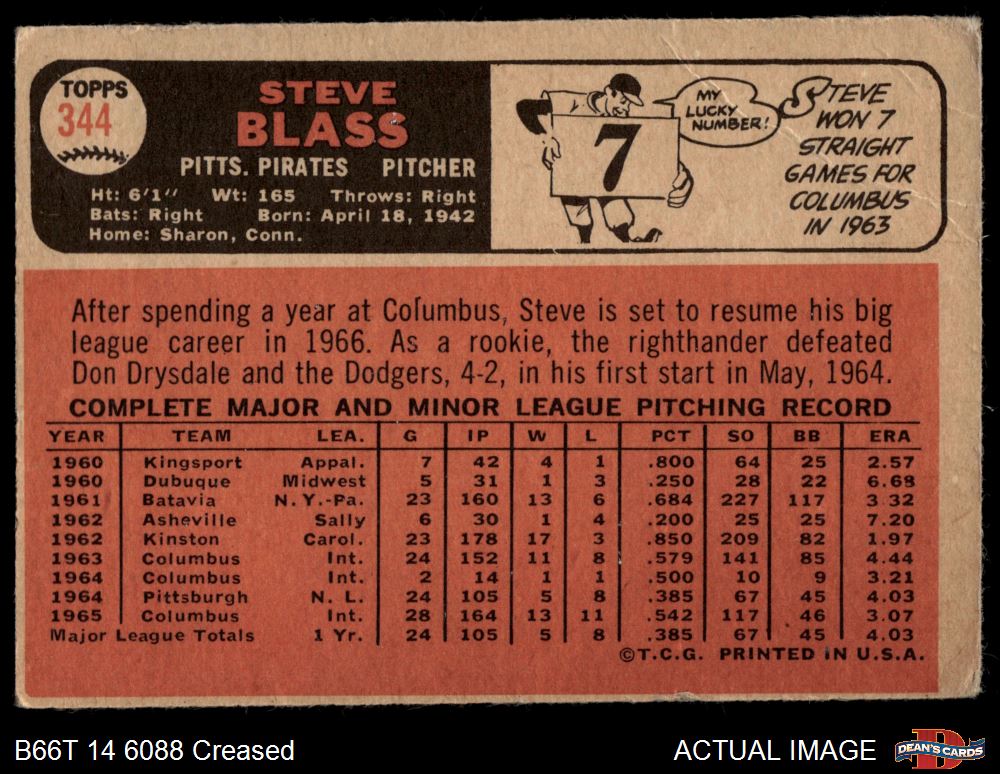 TOPPS
344
STEVE
BLASS
PITTS. PIRATES PITCHER
Ht: 6'1" Wt: 165 Throws: Right
Bats: Right Born: April 18, 1942
Home: Sharon, Conn.
7
MY
LUCKY
NUMBER!
STEVE
WON 7
STRAIGHT
GAMES FOR
COLUMBUS
IN 1963
After spending a year at Columbus, Steve is set to resume his big
league career in 1966. As a rookie, the righthander defeated
Don Drysdale and the Dodgers, 4-2, in his first start in May, 1964.
COMPLETE MAJOR AND MINOR LEAGUE PITCHING RECORD
YEAR TEAM LEA. G IP W L PCT SO BB ERA
1960 Kingsport Appal. 7 42 4 1 .800 64 25 2.57
1960 Dubuque Midwest 5 31 1 3 .250 28 22 6.68
1961 Batavia N.Y.-Pa. 23 160 13 6 .684 227 117 3.32
1962 Asheville Sally 6 30 1 4 .200 25 25 7.20
1962 Kinston Carol. 23 178 17 3 .850 209 82 1.97
1963 Columbus Int. 24 152 11 8 .579 141 85 4.44
1964 Columbus Int. 2 14 1 1 .500 10 9 3.21
1964 Pittsburgh N. L. 24 105 5 8 .385 67 45 4.03
1965 Columbus Int. 28 164 13 11 .542 117 46 3.07
Major League Totals 1 Yr. 24 105 5 8 .385 67 45 4.03
©T.C.G. PRINTED IN U.S.A.
B66T 14 6088 Creased
ACTUAL IMAGE
DEAN'S CARDS